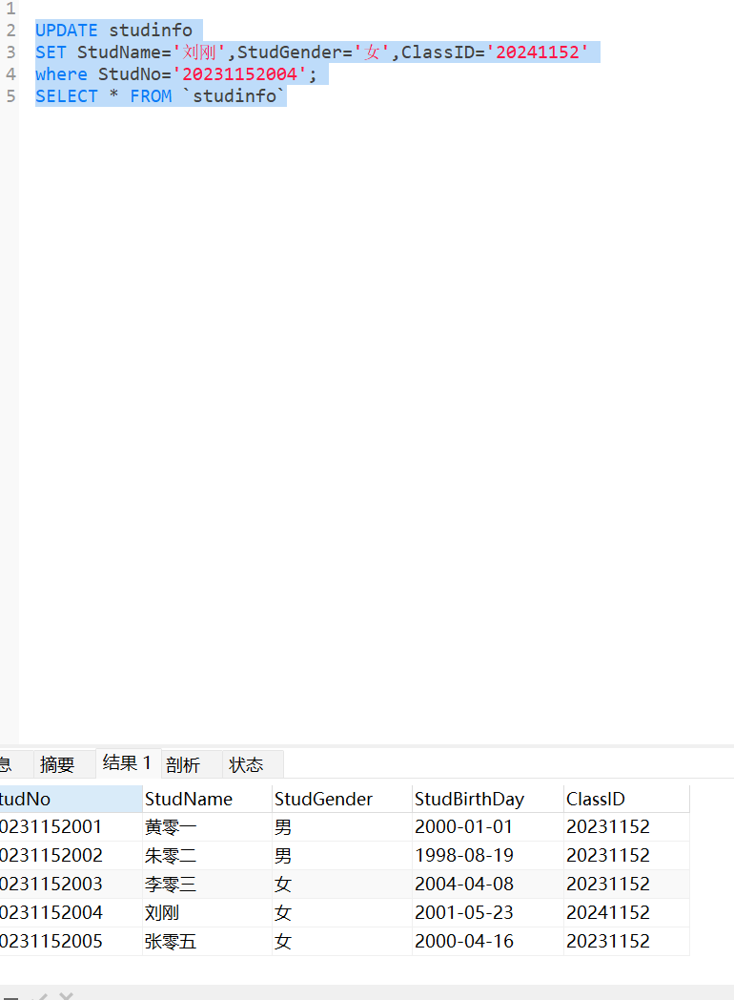 1
2 UPDATE studinfo
3 SET StudName='刘刚',StudGender='女',ClassID='20241152'
4 where StudNo='20231152004';
5 SELECT * FROM `studinfo`
息 摘要 结果 1 剖析 状态
tudNo StudName StudGender StudBirthDay ClassID
0231152001 黄零一 男 2000-01-01 20231152
0231152002 朱零二 男 1998-08-19 20231152
0231152003 李零三 女 2004-04-08 20231152
0231152004 刘刚 女 2001-05-23 20241152
0231152005 张零五 女 2000-04-16 20231152